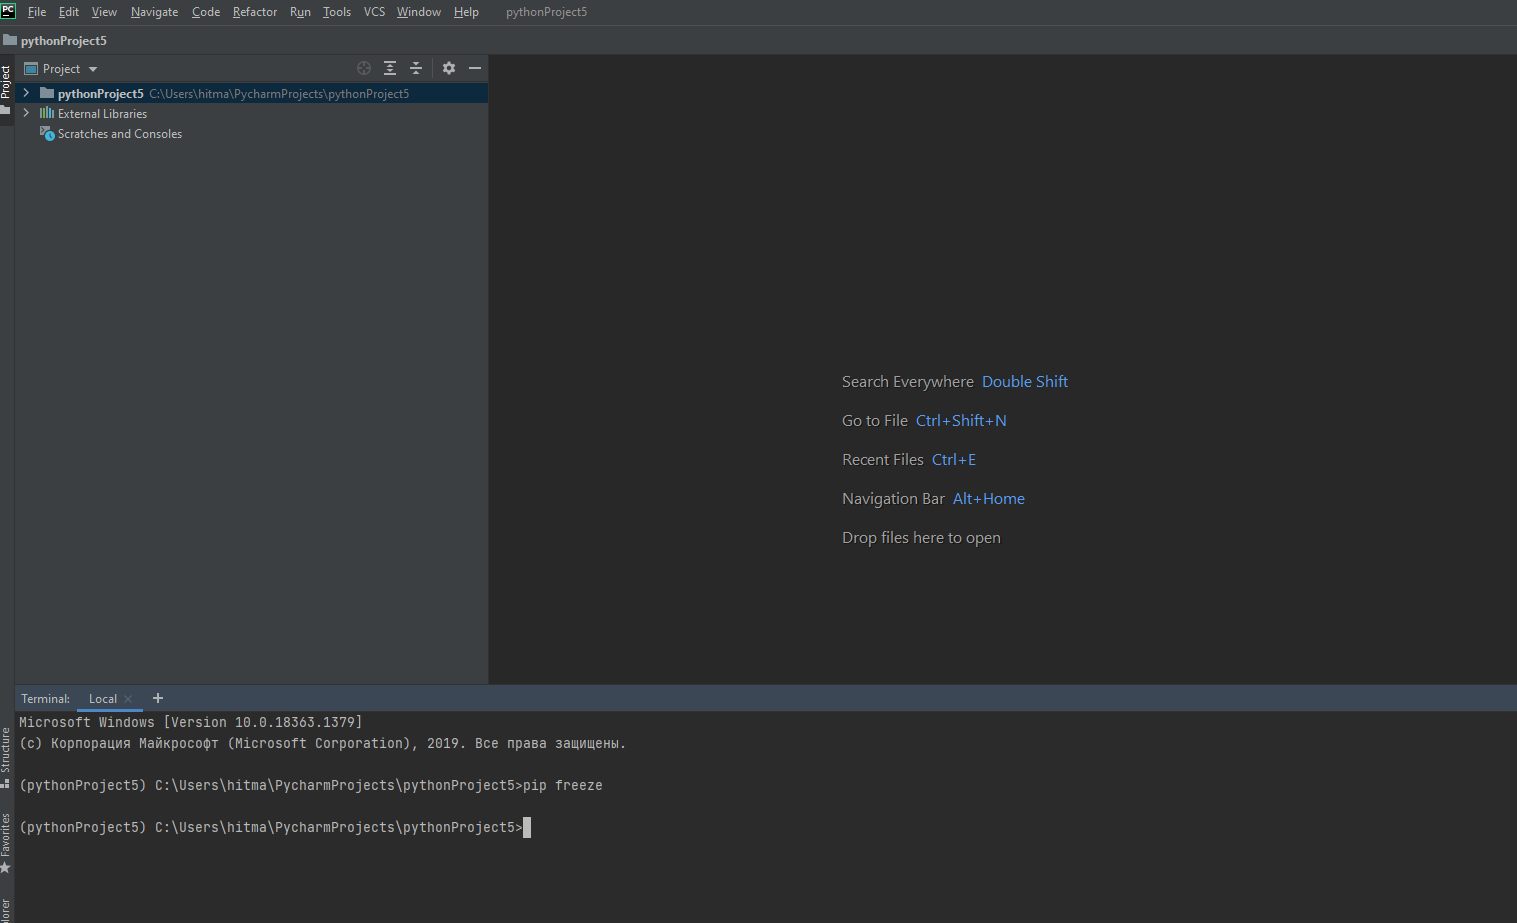 PC File Edit View Navigate Code Refactor Run Tools VCS Window Help pythonProject5
pythonProject5
Project
Project
pythonProject5 C:\Users\hitma\PycharmProjects\pythonProject5
External Libraries
Scratches and Consoles
Search Everywhere Double Shift
Go to File Ctrl+Shift+N
Recent Files Ctrl+E
Navigation Bar Alt+Home
Drop files here to open
Terminal: Local
Microsoft Windows [Version 10.0.18363.1379]
(c) Корпорация Майкрософт (Microsoft Corporation), 2019. Все права защищены.
(pythonProject5) C:\Users\hitma\PycharmProjects\pythonProject5>pip freeze
(pythonProject5) C:\Users\hitma\PycharmProjects\pythonProject5>
Structure
Favorites